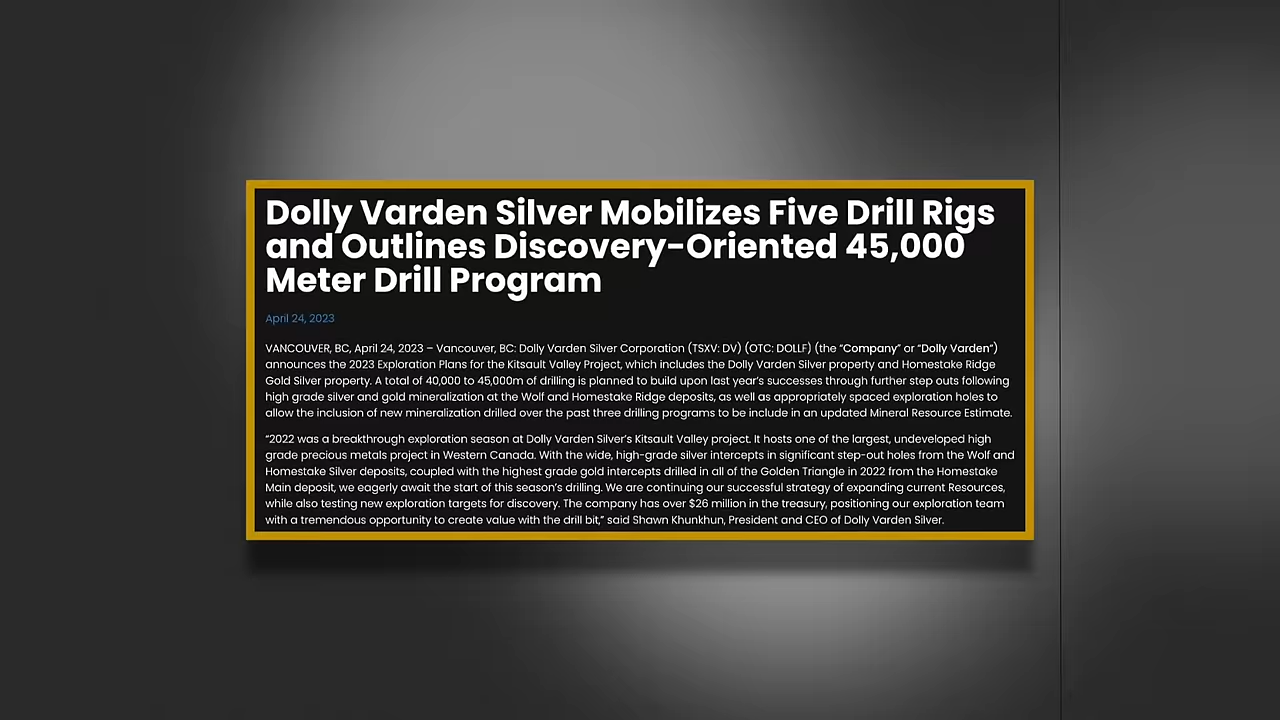 Dolly Varden Silver Mobilizes Five Drill Rigs
and Outlines Discovery-Oriented 45,000
Meter Drill Program
April 24, 2023
VANCOUVER, BC, April 24, 2023 – Vancouver, BC: Dolly Varden Silver Corporation (TSXV: DV) (OTC: DOLLF) (the “Company” or “Dolly Varden”)
announces the 2023 Exploration Plans for the Kitsault Valley Project, which includes the Dolly Varden Silver property and Homestake Ridge
Gold Silver property. A total of 40,000 to 45,000m of drilling is planned to build upon last year’s successes through further step outs following
high grade silver and gold mineralization at the Wolf and Homestake Ridge deposits, as well as appropriately spaced exploration holes to
allow the inclusion of new mineralization drilled over the past three drilling programs to be include in an updated Mineral Resource Estimate.
“2022 was a breakthrough exploration season at Dolly Varden Silver’s Kitsault Valley project. It hosts one of the largest, undeveloped high
grade precious metals project in Western Canada. With the wide, high-grade silver intercepts in significant step-out holes from the Wolf and
Homestake Silver deposits, coupled with the highest grade gold intercepts drilled in all of the Golden Triangle in 2022 from the Homestake
Main deposit, we eagerly await the start of this season’s drilling. We are continuing our successful strategy of expanding current Resources,
while also testing new exploration targets for discovery. The company has over $26 million in the treasury, positioning our exploration team
with a tremendous opportunity to create value with the drill bit,” said Shawn Khunkhun, President and CEO of Dolly Varden Silver.